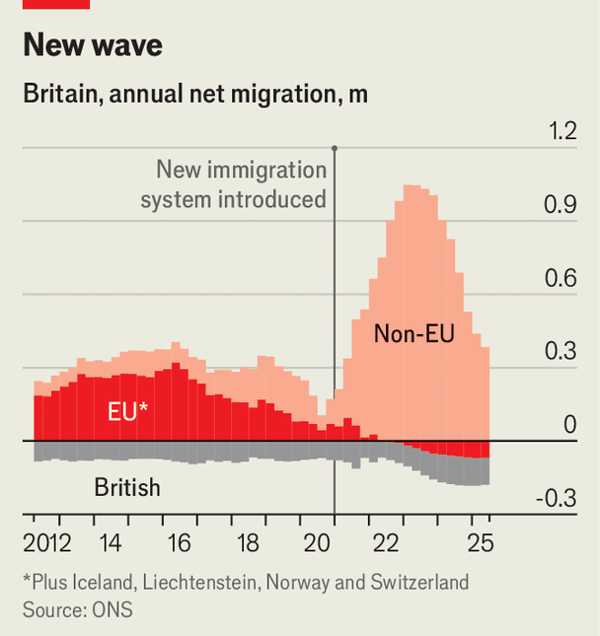 New wave
Britain, annual net migration, m
1.2
New immigration
system introduced
0.9
0.6
Non-EU
0.3
EU*
0
British
-0.3
2012 14 16 18 20 22 25
*Plus Iceland, Liechtenstein, Norway and Switzerland
Source: ONS